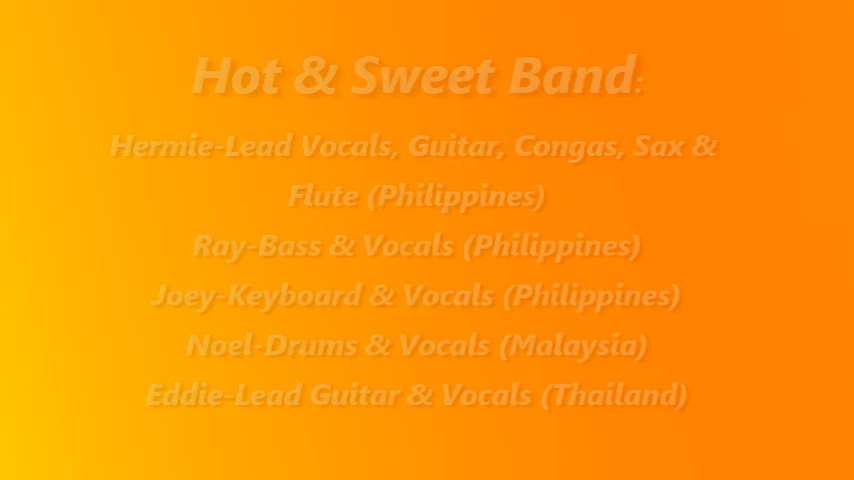 Hot & Sweet Band:
Hermie-Lead Vocals, Guitar, Congas, Sax &
Flute (Philippines)
Ray-Bass & Vocals (Philippines)
Joey-Keyboard & Vocals (Philippines)
Noel-Drums & Vocals (Malaysia)
Eddie-Lead Guitar & Vocals (Thailand)